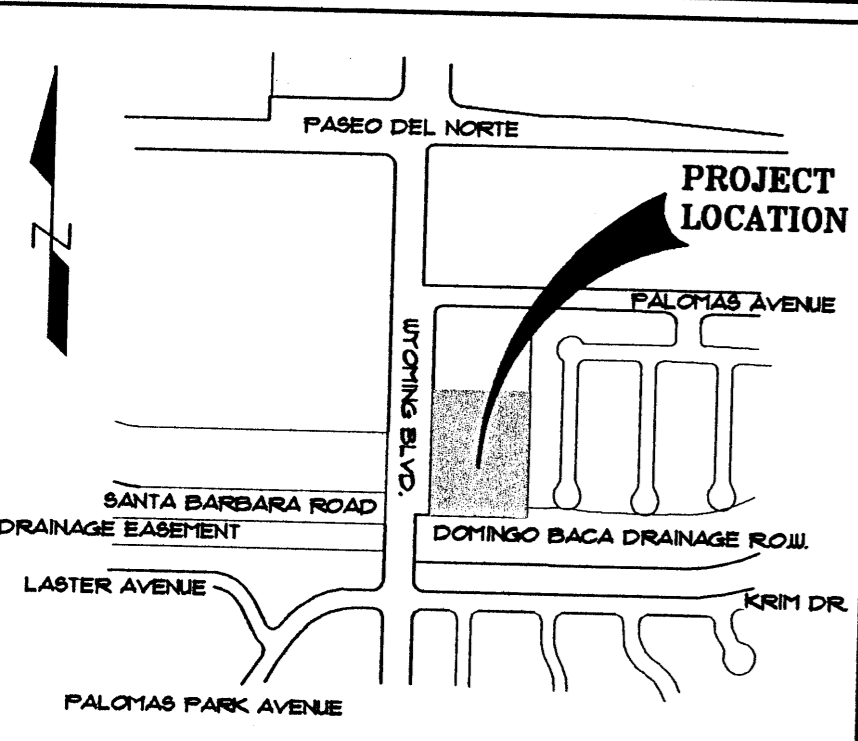 PASEO DEL NORTE
PROJECT
LOCATION
N
PALOMAS AVENUE
WYOMING BLVD.
SANTA BARBARA ROAD
DRAINAGE EASEMENT
DOMINGO BACA DRAINAGE R.O.W.
LASTER AVENUE
KRIM DR
PALOMAS PARK AVENUE